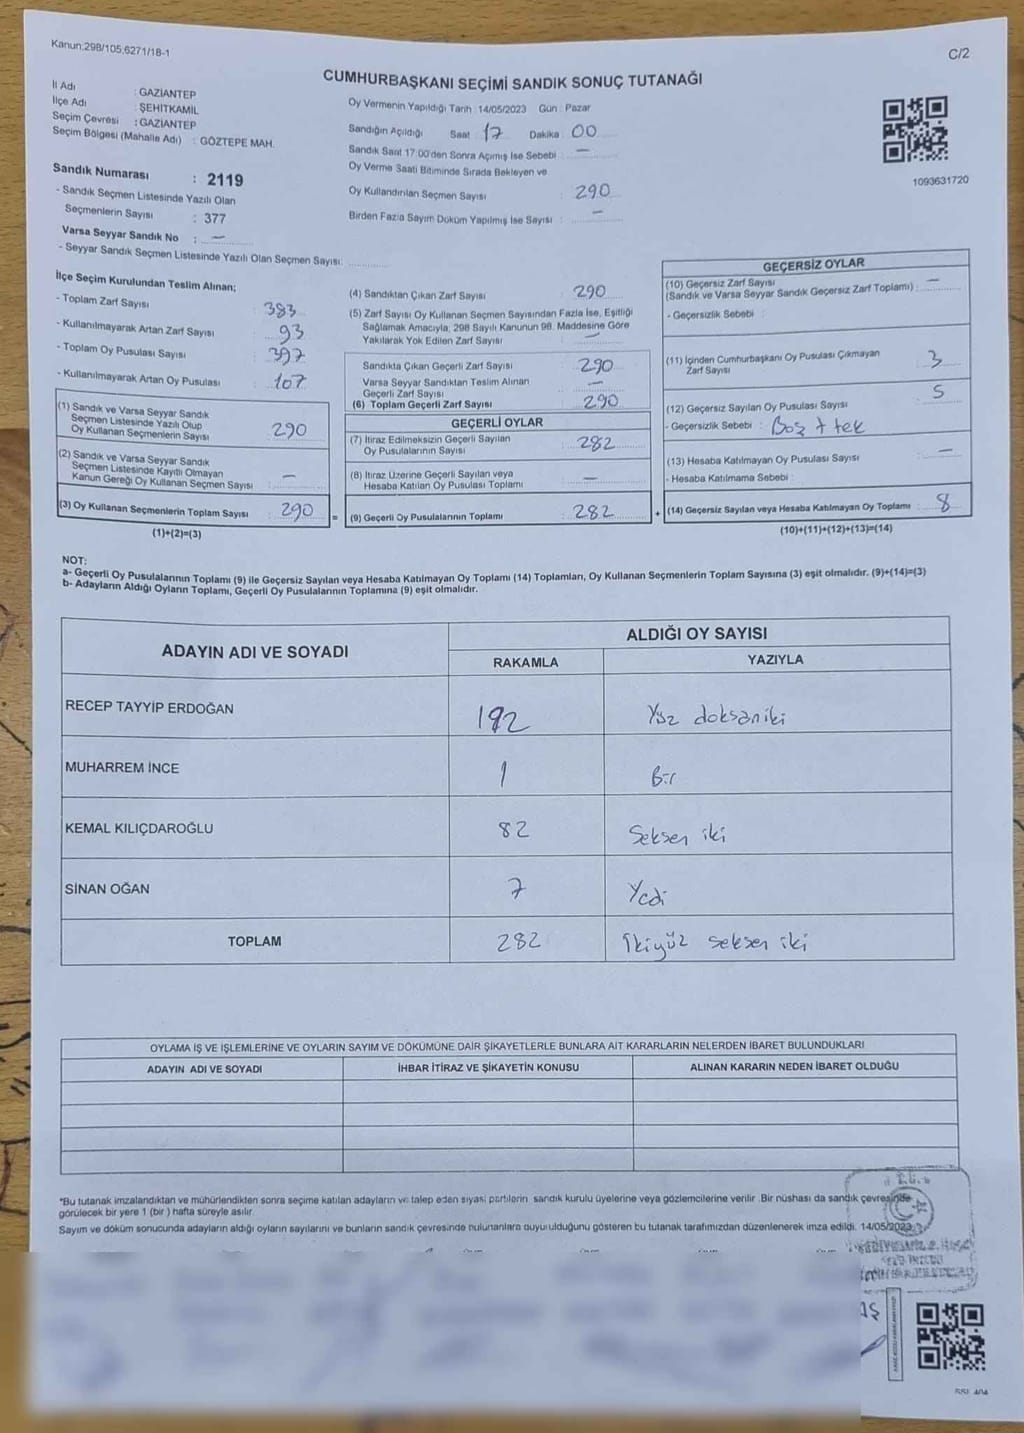 Kanun:298/105,6271/18-1
C/2
CUMHURBAŞKANI SEÇİMİ SANDIK SONUÇ TUTANAĞI
İl Adı : GAZİANTEP
İlçe Adı : ŞEHİTKAMİL
Seçim Çevresi : GAZİANTEP
Seçim Bölgesi (Mahalle Adı) : GÖZTEPE MAH.
Sandık Numarası : 2119
- Sandık Seçmen Listesinde Yazılı Olan
Seçmenlerin Sayısı : 377
Varsa Seyyar Sandık No : —
- Seyyar Sandık Seçmen Listesinde Yazılı Olan Seçmen Sayısı:
Oy Vermenin Yapıldığı Tarih : 14/05/2023 Gün : Pazar
Sandığın Açıldığı Saat : 17 Dakika : 00
Sandık Saat 17:00'den Sonra Açımış İse Sebebi : —
Oy Verme Saati Bitiminde Sırada Bekleyen ve
Oy Kullandırılan Seçmen Sayısı : 290
Birden Fazla Sayım Döküm Yapılmış İse Sayısı : —
1093631720
İlçe Seçim Kurulundan Teslim Alınan;
- Toplam Zarf Sayısı : 383
- Kullanılmayarak Artan Zarf Sayısı : 93
- Toplam Oy Pusulası Sayısı : 397
- Kullanılmayarak Artan Oy Pusulası : 107
(1) Sandık ve Varsa Seyyar Sandık
Seçmen Listesinde Yazılı Olup
Oy Kullanan Seçmenlerin Sayısı : 290
(2) Sandık ve Varsa Seyyar Sandık
Seçmen Listesinde Kayıtlı Olmayan
Kanun Gereği Oy Kullanan Seçmen Sayısı : —
(3) Oy Kullanan Seçmenlerin Toplam Sayısı : 290 =
(1)+(2)=(3)
(4) Sandıktan Çıkan Zarf Sayısı : 290
(5) Zarf Sayısı Oy Kullanan Seçmen Sayısından Fazla İse, Eşitliği
Sağlamak Amacıyla; 298 Sayılı Kanunun 98. Maddesine Göre
Yakılarak Yok Edilen Zarf Sayısı : —
Sandıkta Çıkan Geçerli Zarf Sayısı : 290
Varsa Seyyar Sandıktan Teslim Alınan
Geçerli Zarf Sayısı : —
(6) Toplam Geçerli Zarf Sayısı : 290
GEÇERLİ OYLAR
(7) İtiraz Edilmeksizin Geçerli Sayılan
Oy Pusulalarının Sayısı : 282
(8) İtiraz Üzerine Geçerli Sayılan veya
Hesaba Katılan Oy Pusulası Toplamı : —
(9) Geçerli Oy Pusulalarının Toplamı : 282 +
GEÇERSİZ OYLAR
(10) Geçersiz Zarf Sayısı
(Sandık ve Varsa Seyyar Sandık Geçersiz Zarf Toplamı) : —
- Geçersizlik Sebebi :
(11) İçinden Cumhurbaşkanı Oy Pusulası Çıkmayan
Zarf Sayısı : 3
(12) Geçersiz Sayılan Oy Pusulası Sayısı : 5
- Geçersizlik Sebebi : Boş + tek
(13) Hesaba Katılmayan Oy Pusulası Sayısı : —
- Hesaba Katılmama Sebebi :
(14) Geçersiz Sayılan veya Hesaba Katılmayan Oy Toplamı : 8
(10)+(11)+(12)+(13)=(14)
NOT:
a- Geçerli Oy Pusulalarının Toplamı (9) ile Geçersiz Sayılan veya Hesaba Katılmayan Oy Toplamı (14) Toplamları, Oy Kullanan Seçmenlerin Toplam Sayısına (3) eşit olmalıdır. (9)+(14)=(3)
b- Adayların Aldığı Oyların Toplamı, Geçerli Oy Pusulalarının Toplamına (9) eşit olmalıdır.
ADAYIN ADI VE SOYADI
ALDIĞI OY SAYISI
RAKAMLA YAZIYLA
RECEP TAYYİP ERDOĞAN 192 Yüz doksaniki
MUHARREM İNCE 1 Bir
KEMAL KILIÇDAROĞLU 82 Seksen iki
SİNAN OĞAN 7 Yedi
TOPLAM 282 İkiyüz seksen iki
OYLAMA İŞ VE İŞLEMLERİNE VE OYLARIN SAYIM VE DÖKÜMÜNE DAİR ŞİKAYETLERLE BUNLARA AİT KARARLARIN NELERDEN İBARET BULUNDUKLARI
ADAYIN ADI VE SOYADI İHBAR İTİRAZ VE ŞİKAYETİN KONUSU ALINAN KARARIN NEDEN İBARET OLDUĞU
*Bu tutanak imzalandıktan ve mühürlendikten sonra seçime katılan adayların ve talep eden siyasi partilerin, sandık kurulu üyelerine veya gözlemcilerine verilir. Bir nüshası da sandık çevresinde
görülecek bir yere 1 (bir) hafta süreyle asılır.
Sayım ve döküm sonucunda adayların aldığı oyların sayılarını ve bunların sandık çevresinde bulunanlara duyurulduğunu gösteren bu tutanak tarafımızdan düzenlenerek imza edildi. 14/05/2023